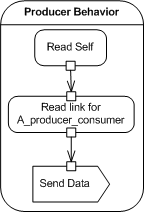 Producer Behavior
Read Self
Read link for
A_producer_consumer
Send Data